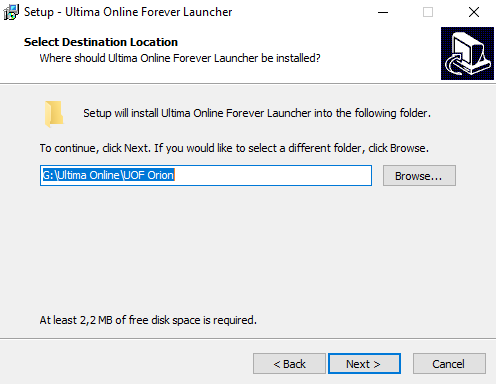 Setup - Ultima Online Forever Launcher
Select Destination Location
Where should Ultima Online Forever Launcher be installed?
Setup will install Ultima Online Forever Launcher into the following folder.
To continue, click Next. If you would like to select a different folder, click Browse.
G:\Ultima Online\UOF Orion
Browse...
At least 2,2 MB of free disk space is required.
< Back
Next >
Cancel